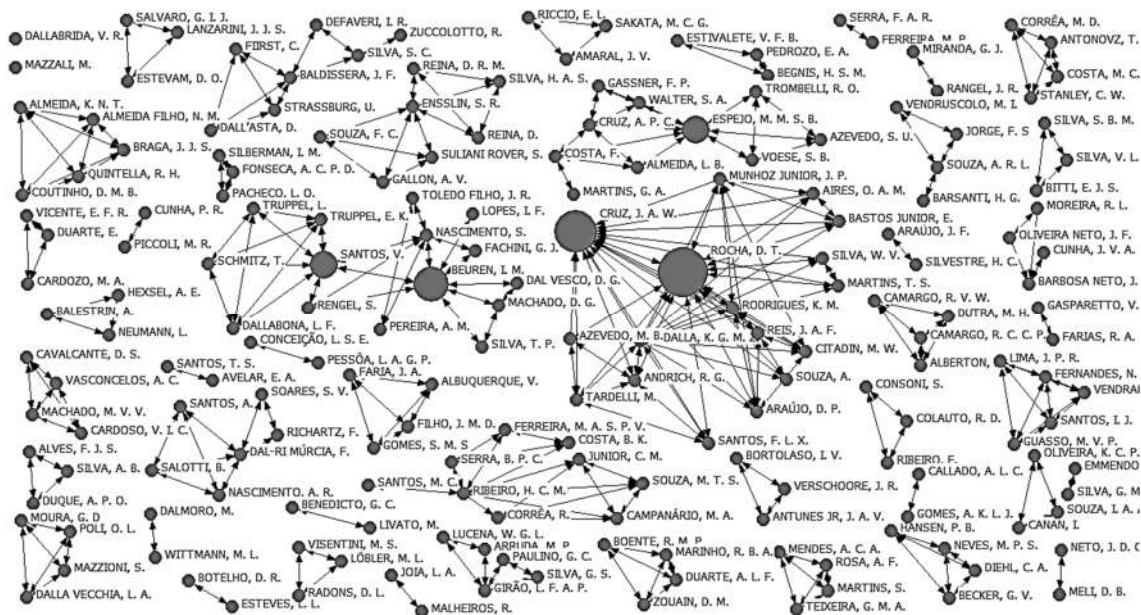 SALVARO, G. I. J.
LANZARINI, J. J. S.
DALLABRIDA, V. R.
ESTEVAM, D. O.
MAZZALI, M.
DEFAVERI, I. R.
ZUCCOLOTTO, R.
SILVA, S. C.
BALDISSERA, J. F.
STRASSBURG, U.
DALL'ASTA, D.
REINA, D. R. M.
SILVA, H. A. S.
ENSSLIN, S. R.
SOUZA, F. C.
REINA, D.
SULIANI ROVER, S.
GALLON, A. V.
RICCIO, E. L.
SAKATA, M. C. G.
AMARAL, J. V.
ESTIVALETE, V. F. B.
PEDROZO, E. A.
BEGNIS, H. S. M.
SERRA, F. A. R.
FERREIRA, M. P.
MIRANDA, G. J.
RANGEL, J. R.
CORRÊA, M. D.
ANTONOVZ, T.
COSTA, M. C.
STANLEY, C. W.
GASSNER, F. P.
WALTER, S. A.
CRUZ, A. P. C.
TROMBELLI, R. O.
ESPEJO, M. M. S. B.
AZEVEDO, S. U.
COSTA, F.
ALMEIDA, L. B.
VOESE, S. B.
MARTINS, G. A.
VENDRUSCOLO, M. I.
JORGE, F. S
SOUZA, A. R. L.
BARSANTI, H. G.
SILVA, S. B. M.
SILVA, V. L.
BITTI, E. J. S.
ALMEIDA, K. N. T.
ALMEIDA FILHO, N. M.
BRAGA, J. J. S.
QUINTELLA, R. H.
COUTINHO, D. M. B.
SILBERMAN, I. M.
FONSECA, A. C. P. D.
PACHECO, L. O.
VICENTE, E. F. R.
DUARTE, E.
CARDOZO, M. A.
CUNHA, P. R.
PICCOLI, M. R.
TRUPPEL, L.
TRUPPEL, E. K.
SCHMITZ, T.
SANTOS, V.
RENGEL, S.
DALLABONA, L. F.
TOLEDO FILHO, J. R.
LOPES, I. F.
NASCIMENTO, S.
FACHINI, G. J.
BEUREN, I. M.
DAL VESCO, D. G.
MACHADO, D. G.
PEREIRA, A. M.
SILVA, T. P.
MUNHOZ JUNIOR, J. P.
AIRES, O. A. M.
CRUZ, J. A. W.
BASTOS JUNIOR, E.
ROCHA, D. T.
SILVA, W. V.
MARTINS, T. S.
RODRIGUES, K. M.
AZEVEDO, M. B.
DALLA, K. G. M. Z.
REIS, J. A. F.
CITADIN, M. W.
ANDRICH, R. G.
SOUZA, A.
TARDELLI, M.
ARAÚJO, D. P.
SANTOS, F. L. X.
ARAÚJO, J. F.
SILVESTRE, H. C.
MOREIRA, R. L.
OLIVEIRA NETO, J. F.
CUNHA, J. V. A.
BARBOSA NETO, J.
HEXSEL, A. E.
BALESTRIN, A.
NEUMANN, L.
CONCEIÇÃO, L. S. E.
PESSÔA, L. A. G. P.
CAMARGO, R. V. W.
DUTRA, M. H.
CAMARGO, R. C. C. P.
ALBERTON,
GASPARETTO, V.
FARIAS, R. A.
CAVALCANTE, D. S.
VASCONCELOS, A. C.
MACHADO, M. V. V.
CARDOSO, V. I. C.
SANTOS, T. S.
AVELAR, E. A.
SOARES, S. V.
SANTOS, A.
RICHARTZ, F.
DAL-RI MÚRCIA, F.
SALOTTI, B.
NASCIMENTO, A. R.
FARIA, J. A.
ALBUQUERQUE, V.
FILHO, J. M. D.
GOMES, S. M. S.
LIMA, J. P. R.
FERNANDES, N.
VENDRA
SANTOS, I. J.
GUASSO, M. V. P.
CONSONI, S.
COLAUTO, R. D.
RIBEIRO, F.
ALVES, F. J. S.
SILVA, A. B.
DUQUE, A. P. O.
FERREIRA, M. A. S. P. V.
COSTA, B. K.
SERRA, B. P. C.
JUNIOR, C. M.
SANTOS, M. C.
RIBEIRO, H. C. M.
SOUZA, M. T. S.
CORRÊA, R.
CAMPANÁRIO, M. A.
BORTOLASO, I. V.
VERSCHOORE, J. R.
ANTUNES JR, J. A. V.
CALLADO, A. L. C.
GOMES, A. K. L. J.
OLIVEIRA, K. C. P.
SOUZA, I. A.
CANAN, I.
EMMENDO
SILVA, G. M
MOURA, G. D
POLI, O. L.
MAZZIONI, S.
DALLA VECCHIA, L. A.
DALMORO, M.
WITTMANN, M. L.
BENEDICTO, G. C.
LIVATO, M.
VISENTINI, M. S.
LÖBLER, M. L.
RADONS, D. L.
BOTELHO, D. R.
ESTEVES, L. L.
LUCENA, W. G. L.
ARRUDA, M. P.
PAULINO, G. C.
SILVA, G. S.
GIRÃO, L. F. A. P.
JOIA, L. A.
MALHEIROS, R.
BOENTE, R. M. P.
MARINHO, R. B. A.
DUARTE, A. L. F.
ZOUAIN, D. M.
MENDES, A. C. A.
ROSA, A. F.
MARTINS, S.
TEIXEIRA, G. M. A.
HANSEN, P. B.
NEVES, M. P. S.
DIEHL, C. A.
BECKER, G. V.
NETO, J. D. C
MELI, D. B.